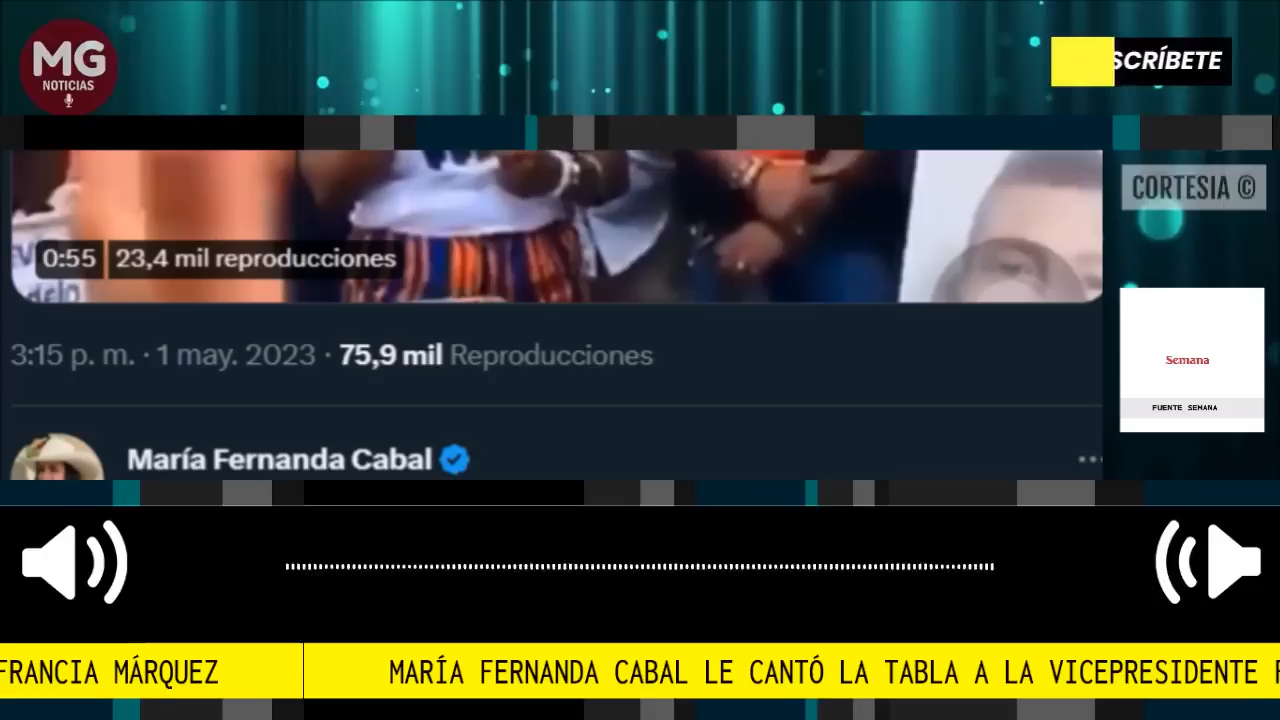 MG
NOTICIAS
SCRÍBETE
CORTESIA ©
0:55 23,4 mil reproducciones
3:15 p. m. · 1 may. 2023 · 75,9 mil Reproducciones
Semana
FUENTE SEMANA
María Fernanda Cabal
FRANCIA MÁRQUEZ MARÍA FERNANDA CABAL LE CANTÓ LA TABLA A LA VICEPRESIDENTE